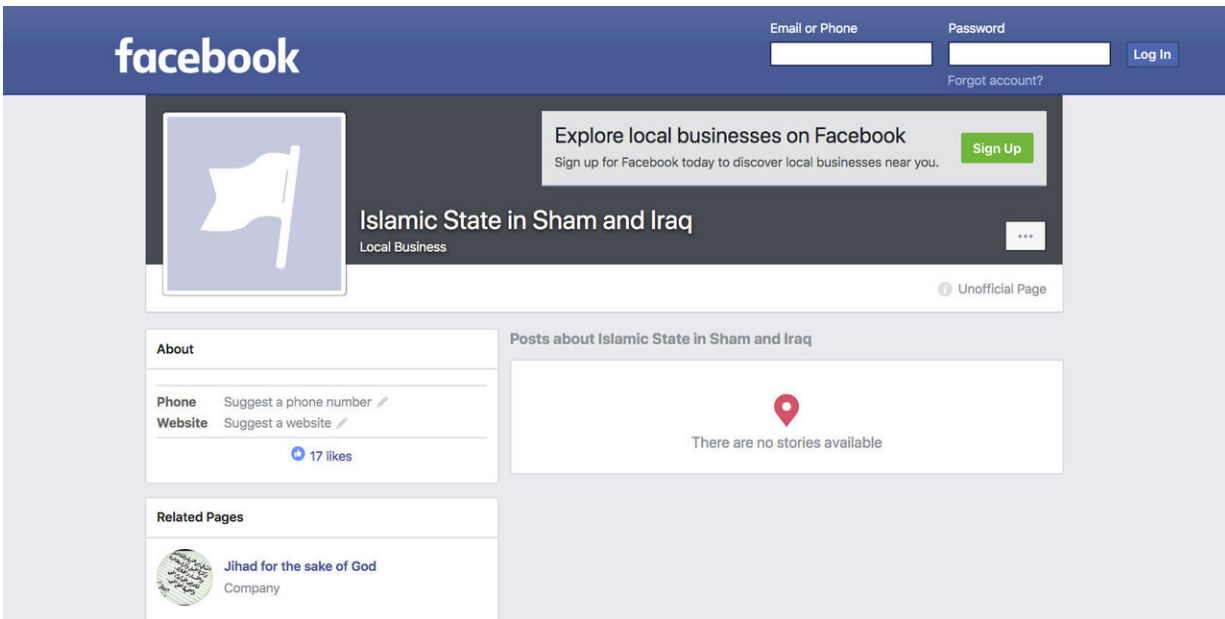 facebook
Email or Phone
Password
Log In
Forgot account?
Explore local businesses on Facebook
Sign up for Facebook today to discover local businesses near you.
Sign Up
Islamic State in Sham and Iraq
Local Business
...
Unofficial Page
About
Phone Suggest a phone number
Website Suggest a website
17 likes
Posts about Islamic State in Sham and Iraq
There are no stories available
Related Pages
Jihad for the sake of God
Company